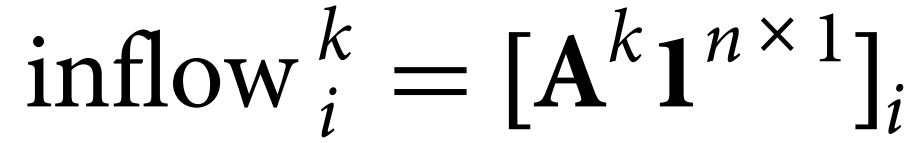 inflow_i^k = [A^k 1^{n×1}]_i